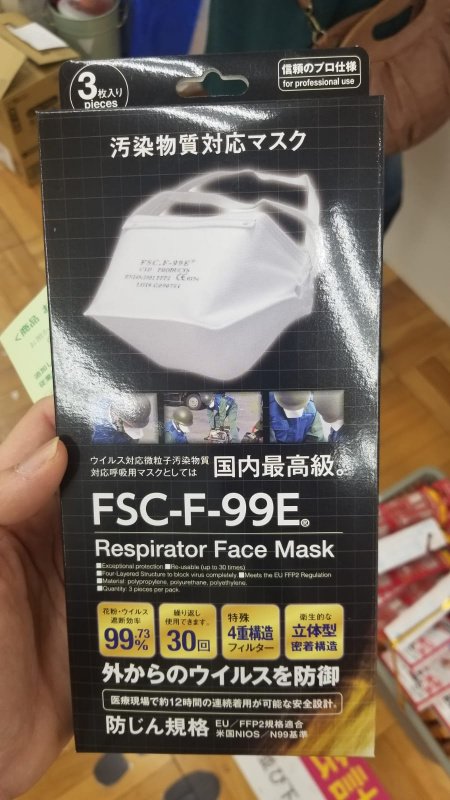 3枚入り
pieces
信頼のプロ仕様
for professional use
汚染物質対応マスク
FSC.F-99E®
UVD PRODUCTS
EN149:2001 FFP2 CE
ウイルス対応微粒子汚染物質
対応呼吸用マスクとしては
国内最高級。
FSC-F-99E®
Respirator Face Mask
■Exceptional protection ■Re-usable (up to 30 times)
■Four-Layered Structure to block virus completely. ■Meets the EU FFP2 Regulation
■Material: polypropylene, polyurethane, polyethylene.
■Quantity: 3 pieces per pack.
花粉・ウイルス
遮断効率
99.73%
繰り返し
使用できます。
30回
特殊
4重構造
フィルター
衛生的な
立体型
密着構造
外からのウイルスを防御
医療現場で約12時間の連続着用が可能な安全設計。
防じん規格
EU/FFP2規格適合
米国NIOS/N99基準